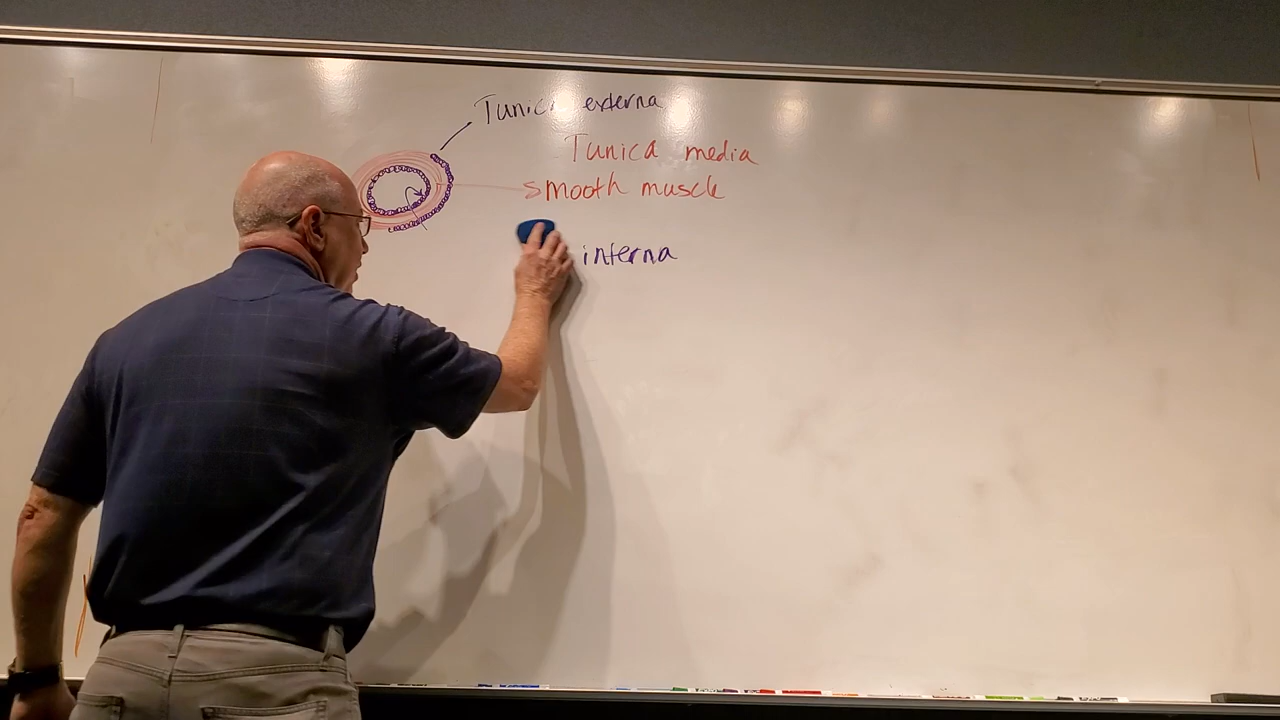 Tunica externa
Tunica media
smooth muscle
interna